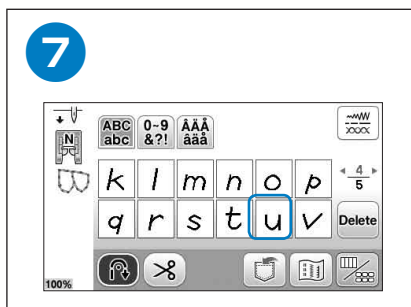 7
N
ABC 0~9 ÂÄÅ
abc &?! âäå
k l m n o p
4
5
q r s t u v
Delete
100%